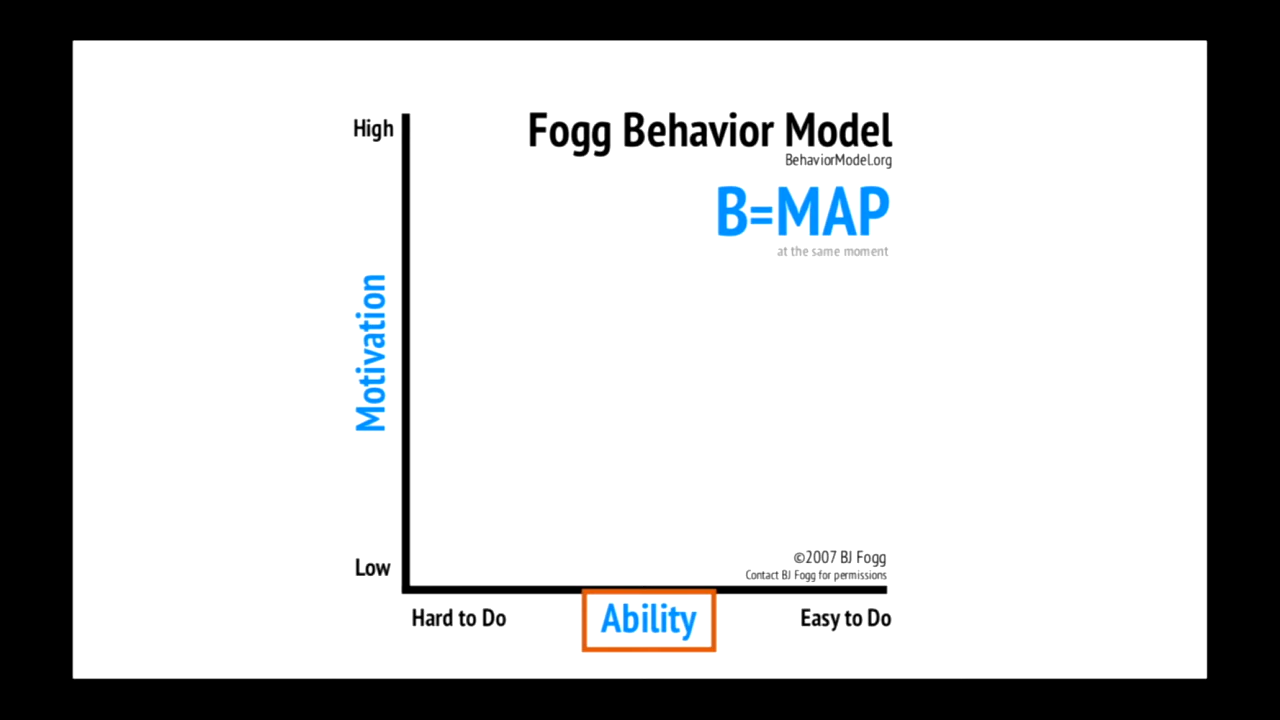 High
Fogg Behavior Model
BehaviorModel.org
B=MAP
at the same moment
Motivation
Low
©2007 BJ Fogg
Contact BJ Fogg for permissions
Hard to Do
Ability
Easy to Do